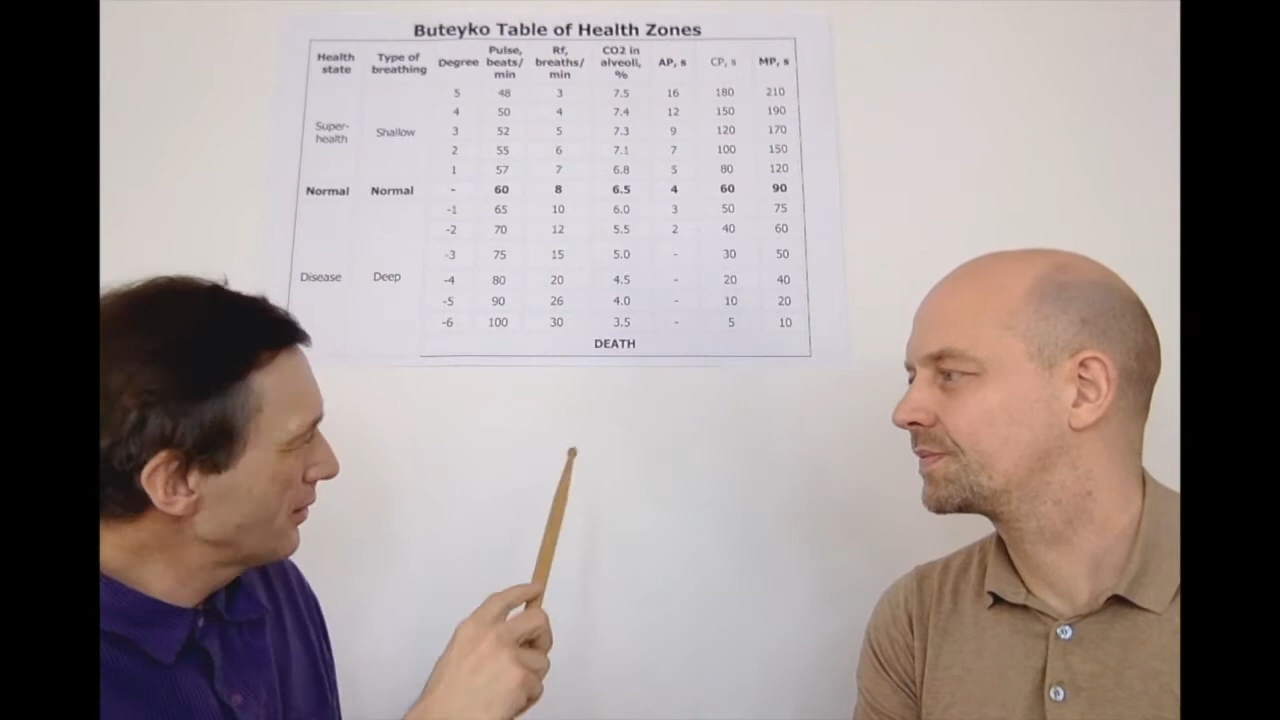 Buteyko Table of Health Zones
Health state Type of breathing Degree Pulse, beats/ min Rf, breaths/ min CO2 in alveoli, % AP, s CP, s MP, s
5 48 3 7.5 16 180 210
4 50 4 7.4 12 150 190
Super- health Shallow 3 52 5 7.3 9 120 170
2 55 6 7.1 7 100 150
1 57 7 6.8 5 80 120
Normal Normal - 60 8 6.5 4 60 90
-1 65 10 6.0 3 50 75
-2 70 12 5.5 2 40 60
-3 75 15 5.0 - 30 50
Disease Deep -4 80 20 4.5 - 20 40
-5 90 26 4.0 - 10 20
-6 100 30 3.5 - 5 10
DEATH